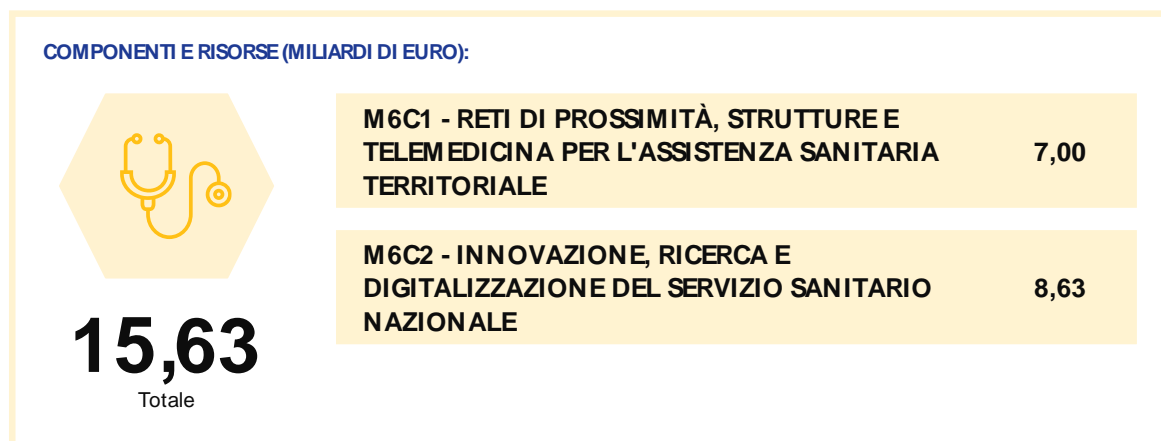 COMPONENTI E RISORSE (MILIARDI DI EURO):
M6C1 - RETI DI PROSSIMITÀ, STRUTTURE E
TELEMEDICINA PER L'ASSISTENZA SANITARIA
TERRITORIALE
7,00
M6C2 - INNOVAZIONE, RICERCA E
DIGITALIZZAZIONE DEL SERVIZIO SANITARIO
NAZIONALE
8,63
15,63
Totale